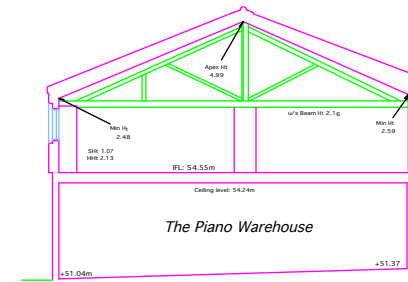 Apex Ht
4.99
u/s Beam Ht 2.1g
Min Ht
2.48
Min Ht
2.59
SHt 1.07
HHt 2.13
IFL: 54.55m
Ceiling level: 54.24m
The Piano Warehouse
+51.37
+51.04m